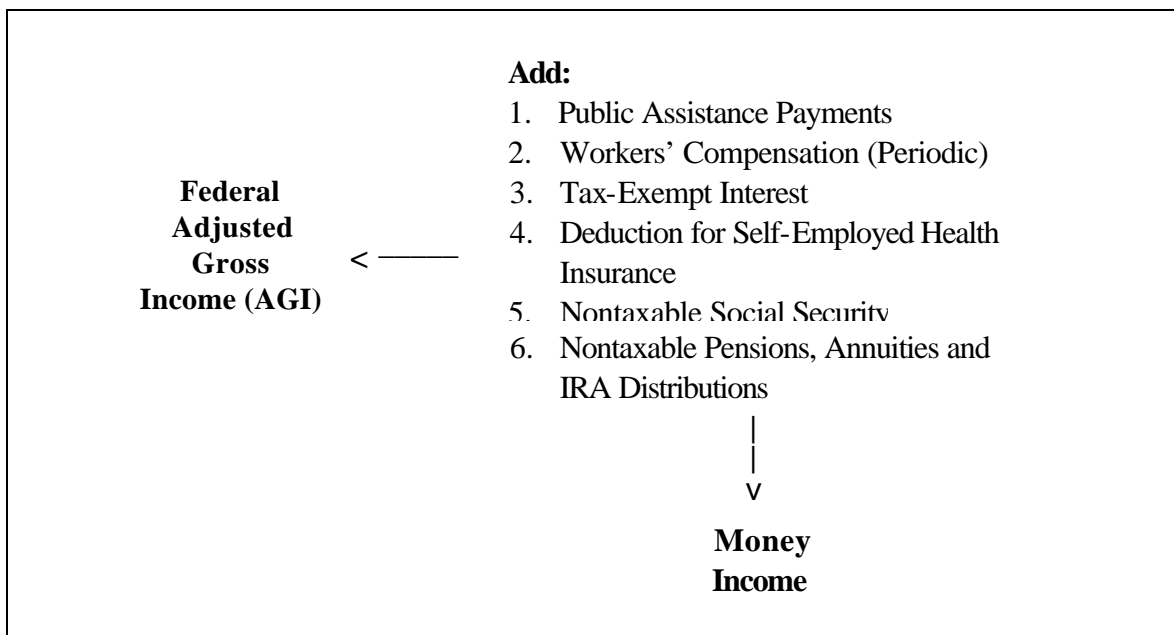 Federal
Adjusted
Gross
Income (AGI)
< ———
Add:
1. Public Assistance Payments
2. Workers’ Compensation (Periodic)
3. Tax-Exempt Interest
4. Deduction for Self-Employed Health
Insurance
5. Nontaxable Social Security
6. Nontaxable Pensions, Annuities and
IRA Distributions
|
|
v
Money
Income